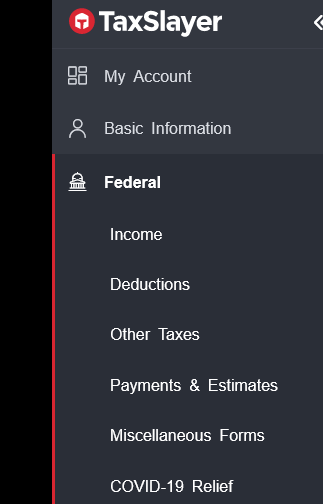 TaxSlayer
My Account
Basic Information
Federal
Income
Deductions
Other Taxes
Payments & Estimates
Miscellaneous Forms
COVID-19 Relief